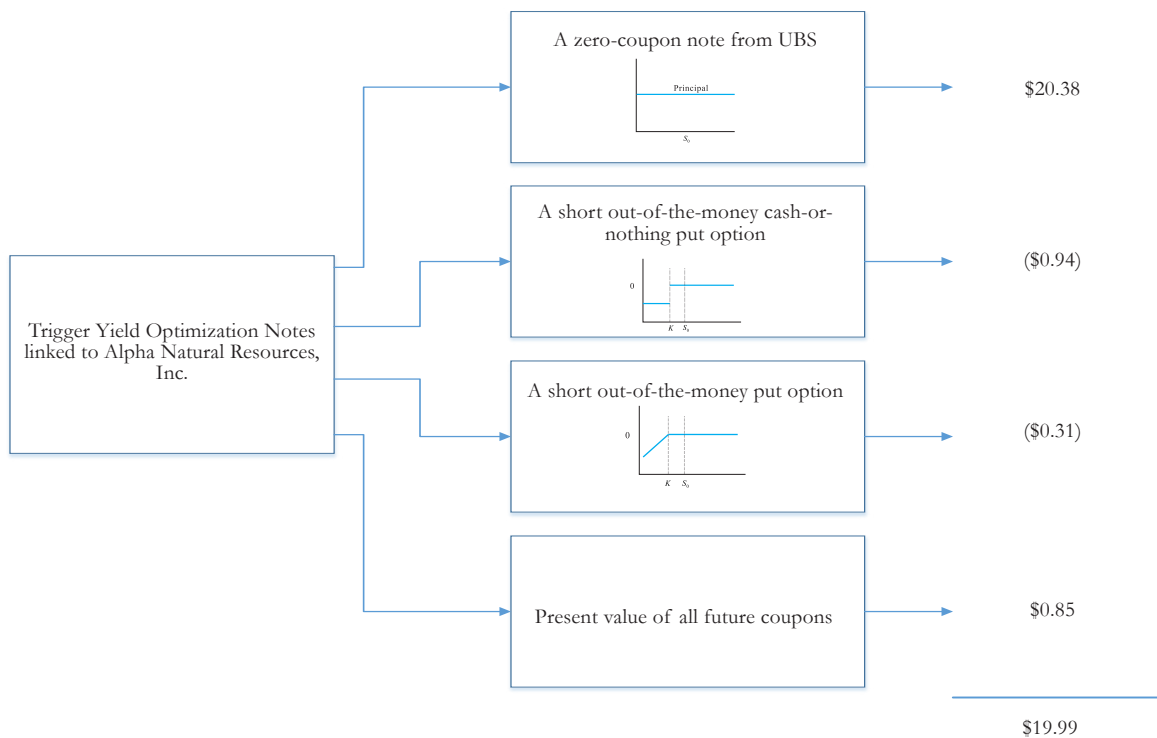 A zero-coupon note from UBS
Principal
S₀
$20.38
A short out-of-the-money cash-or-
nothing put option
0
K
S₀
($0.94)
Trigger Yield Optimization Notes
linked to Alpha Natural Resources,
Inc.
A short out-of-the-money put option
0
K
S₀
($0.31)
Present value of all future coupons
$0.85
$19.99